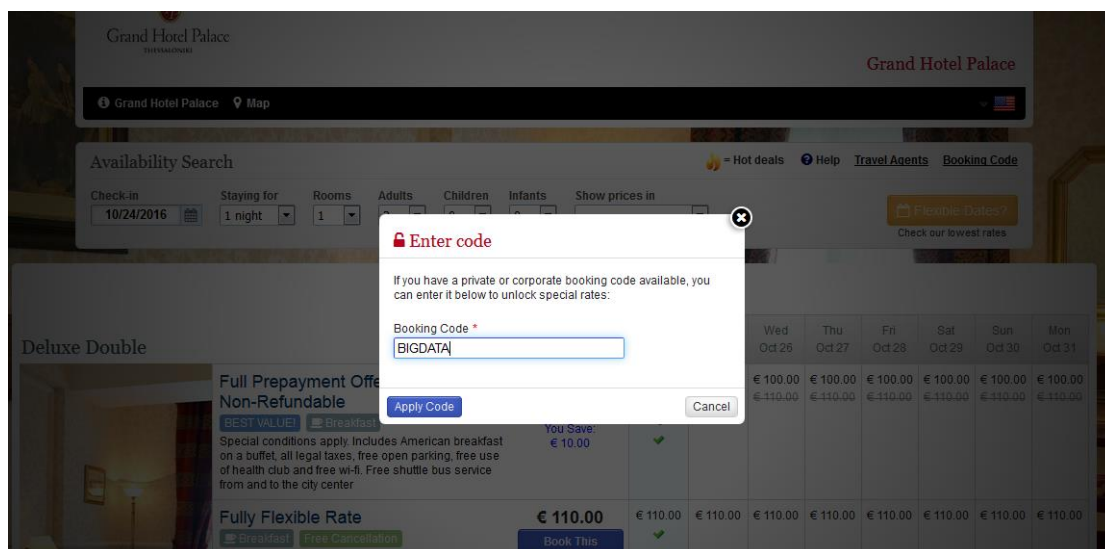 Grand Hotel Palace
THESSALONIKI
Grand Hotel Palace
Grand Hotel Palace Map
Availability Search
= Hot deals Help Travel Agents Booking Code
Check-in Staying for Rooms Adults Children Infants Show prices in
10/24/2016 1 night 1
Flexible Dates?
Check our lowest rates
Enter code
If you have a private or corporate booking code available, you
can enter it below to unlock special rates:
Booking Code *
BIGDATA
Apply Code Cancel
Deluxe Double
Wed Thu Fri Sat Sun Mon
Oct 26 Oct 27 Oct 28 Oct 29 Oct 30 Oct 31
Full Prepayment Offe
Non-Refundable
€ 100.00 € 100.00 € 100.00 € 100.00 € 100.00 € 100.00
€ 110.00 € 110.00 € 110.00 € 110.00 € 110.00 € 110.00
BEST VALUE! Breakfast
You Save:
€ 10.00
Special conditions apply. Includes American breakfast
on a buffet, all legal taxes, free open parking, free use
of health club and free wi-fi. Free shuttle bus service
from and to the city center
Fully Flexible Rate
Breakfast Free Cancellation
€ 110.00
Book This
€ 110.00 € 110.00 € 110.00 € 110.00 € 110.00 € 110.00 € 110.00 € 110.00